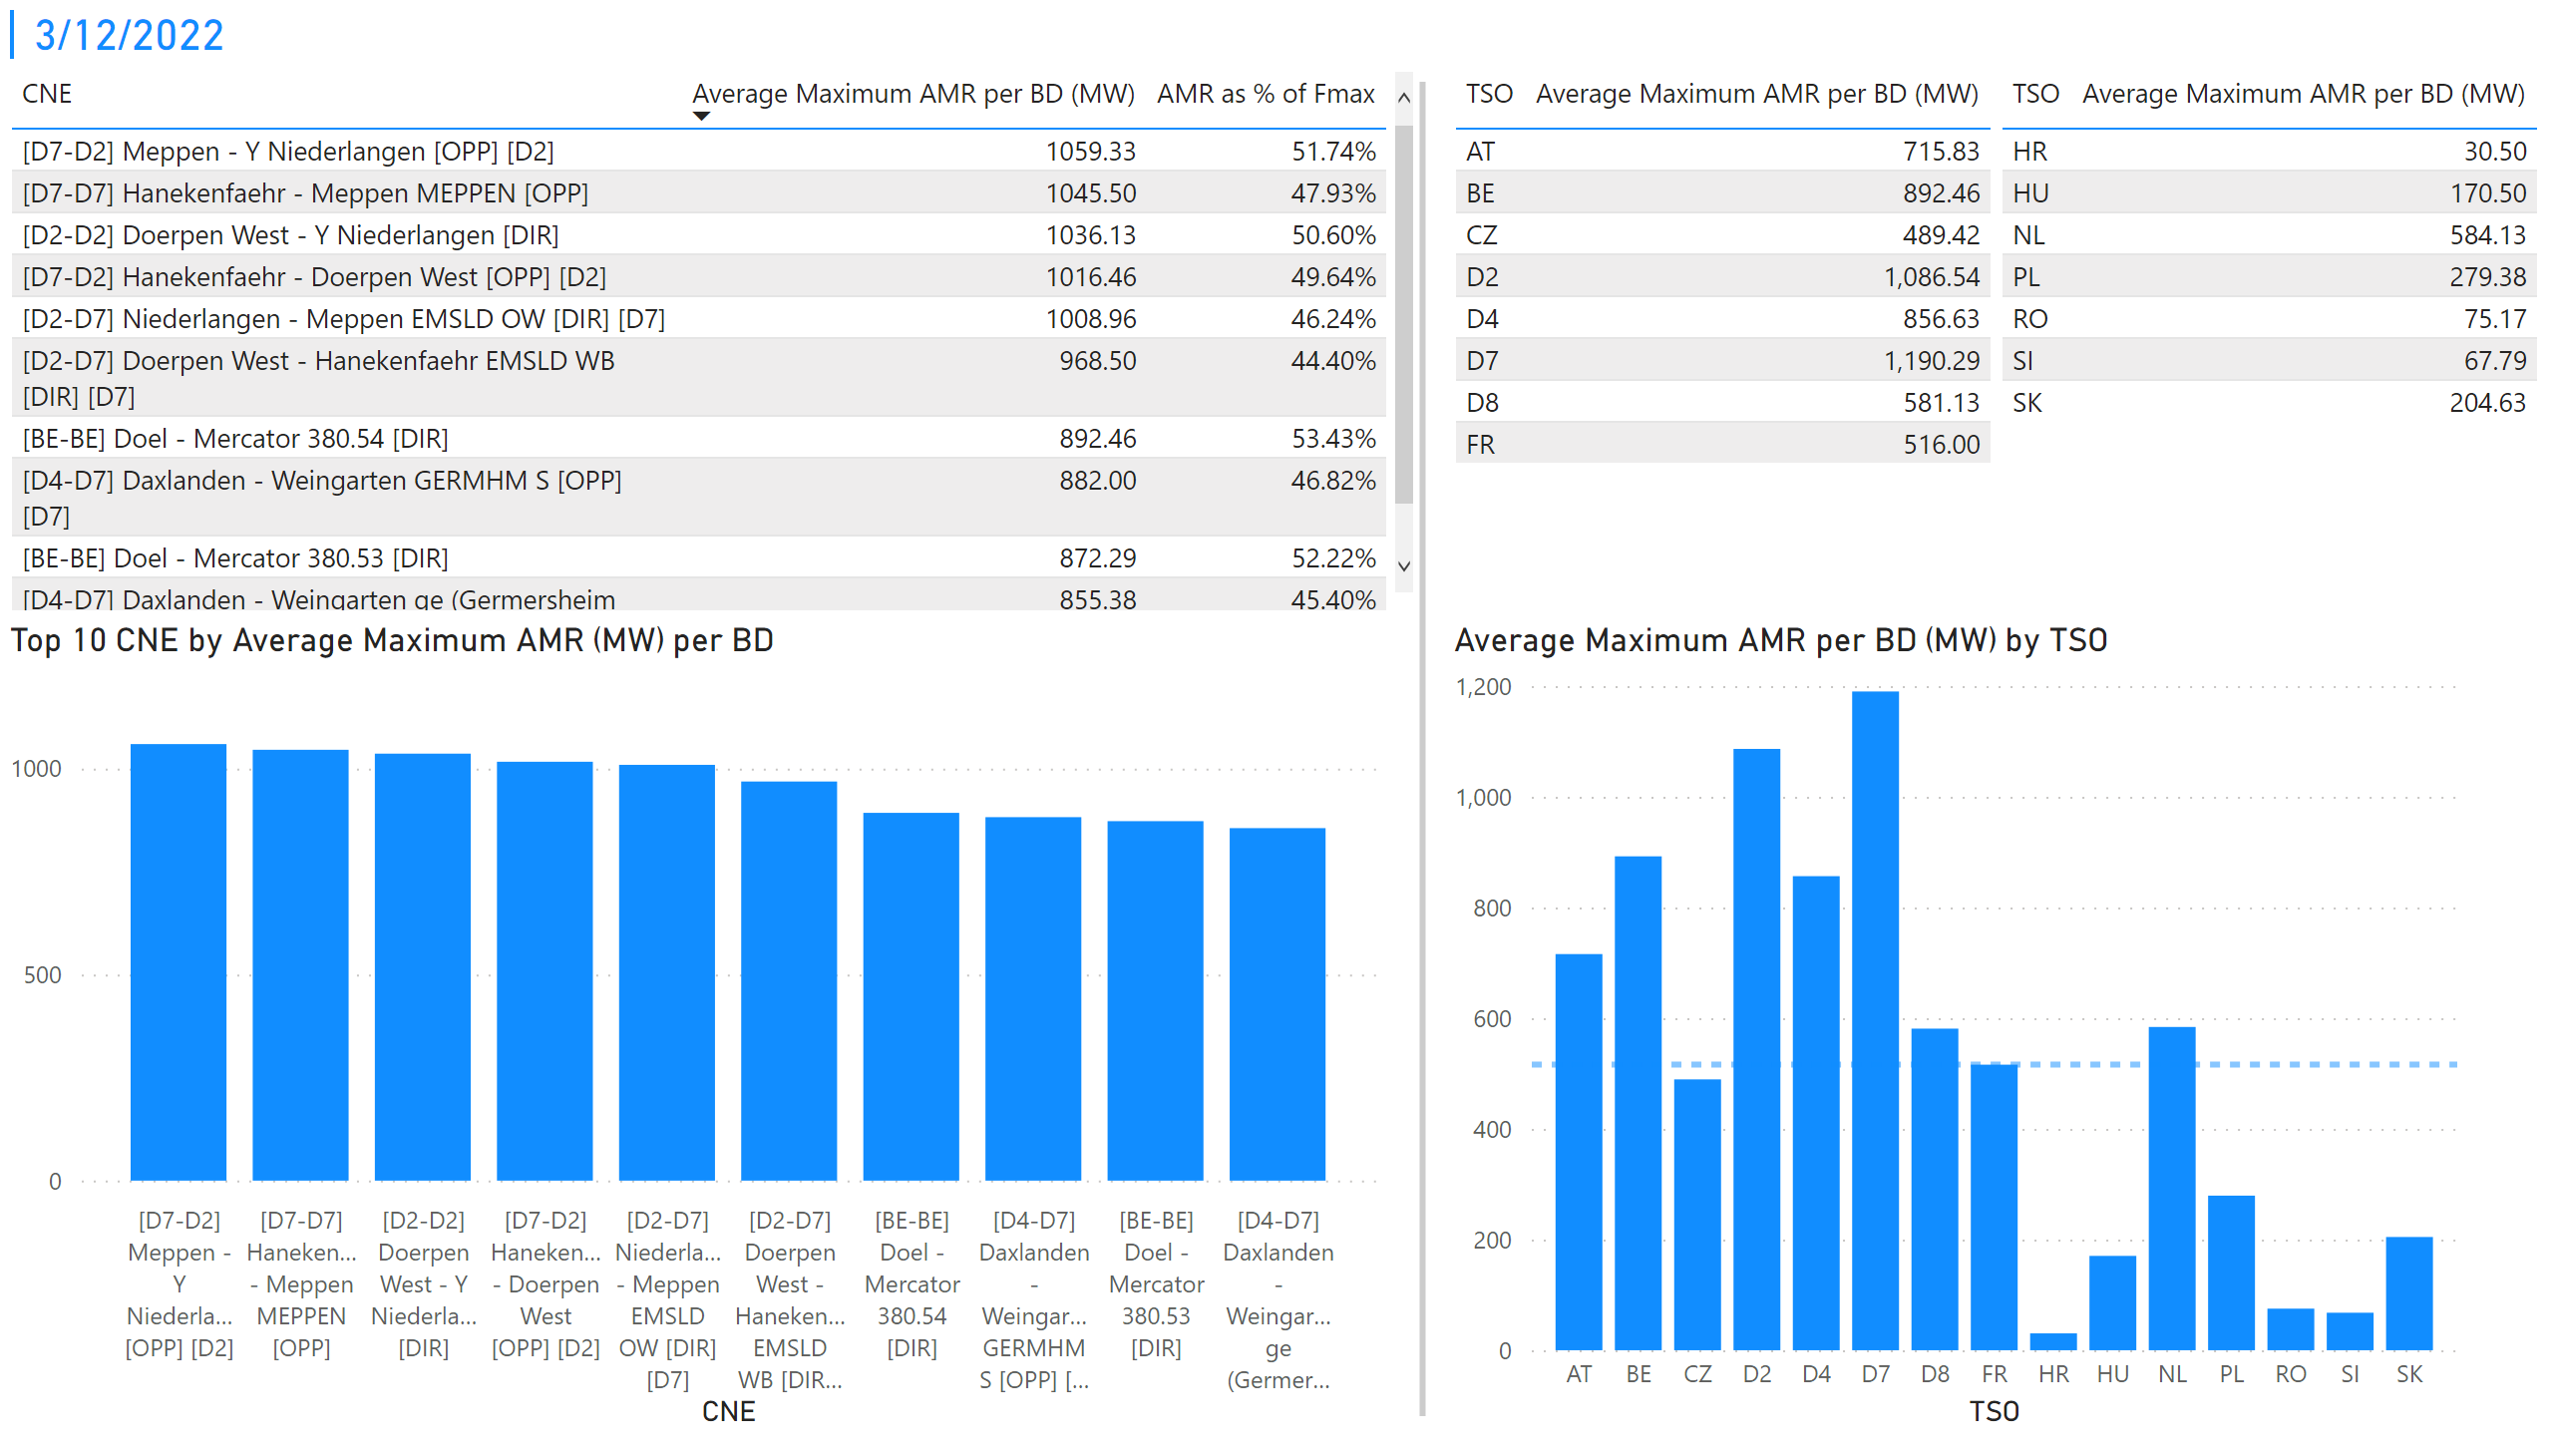 3/12/2022
CNE Average Maximum AMR per BD (MW) AMR as % of Fmax
[D7-D2] Meppen - Y Niederlangen [OPP] [D2] 1059.33 51.74%
[D7-D7] Hanekenfaehr - Meppen MEPPEN [OPP] 1045.50 47.93%
[D2-D2] Doerpen West - Y Niederlangen [DIR] 1036.13 50.60%
[D7-D2] Hanekenfaehr - Doerpen West [OPP] [D2] 1016.46 49.64%
[D2-D7] Niederlangen - Meppen EMSLD OW [DIR] [D7] 1008.96 46.24%
[D2-D7] Doerpen West - Hanekenfaehr EMSLD WB 968.50 44.40%
[DIR] [D7]
[BE-BE] Doel - Mercator 380.54 [DIR] 892.46 53.43%
[D4-D7] Daxlanden - Weingarten GERMHM S [OPP] 882.00 46.82%
[D7]
[BE-BE] Doel - Mercator 380.53 [DIR] 872.29 52.22%
[D4-D7] Daxlanden - Weingarten ge (Germersheim 855.38 45.40%
TSO Average Maximum AMR per BD (MW)
AT 715.83
BE 892.46
CZ 489.42
D2 1,086.54
D4 856.63
D7 1,190.29
D8 581.13
FR 516.00
TSO Average Maximum AMR per BD (MW)
HR 30.50
HU 170.50
NL 584.13
PL 279.38
RO 75.17
SI 67.79
SK 204.63
Top 10 CNE by Average Maximum AMR (MW) per BD
1000
500
0
[D7-D2]
Meppen -
Y
Niederla...
[OPP] [D2]
[D7-D7]
Haneken...
- Meppen
MEPPEN
[OPP]
[D2-D2]
Doerpen
West - Y
Niederla...
[DIR]
[D7-D2]
Haneken...
- Doerpen
West
[OPP] [D2]
[D2-D7]
Niederla...
- Meppen
EMSLD
OW [DIR]
[D7]
[D2-D7]
Doerpen
West -
Haneken...
EMSLD
WB [DIR...
[BE-BE]
Doel -
Mercator
380.54
[DIR]
[D4-D7]
Daxlanden
-
Weingar...
GERMHM
S [OPP] [...
[BE-BE]
Doel -
Mercator
380.53
[DIR]
[D4-D7]
Daxlanden
-
Weingar...
ge
(Germer...
CNE
Average Maximum AMR per BD (MW) by TSO
1,200
1,000
800
600
400
200
0
AT BE CZ D2 D4 D7 D8 FR HR HU NL PL RO SI SK
TSO